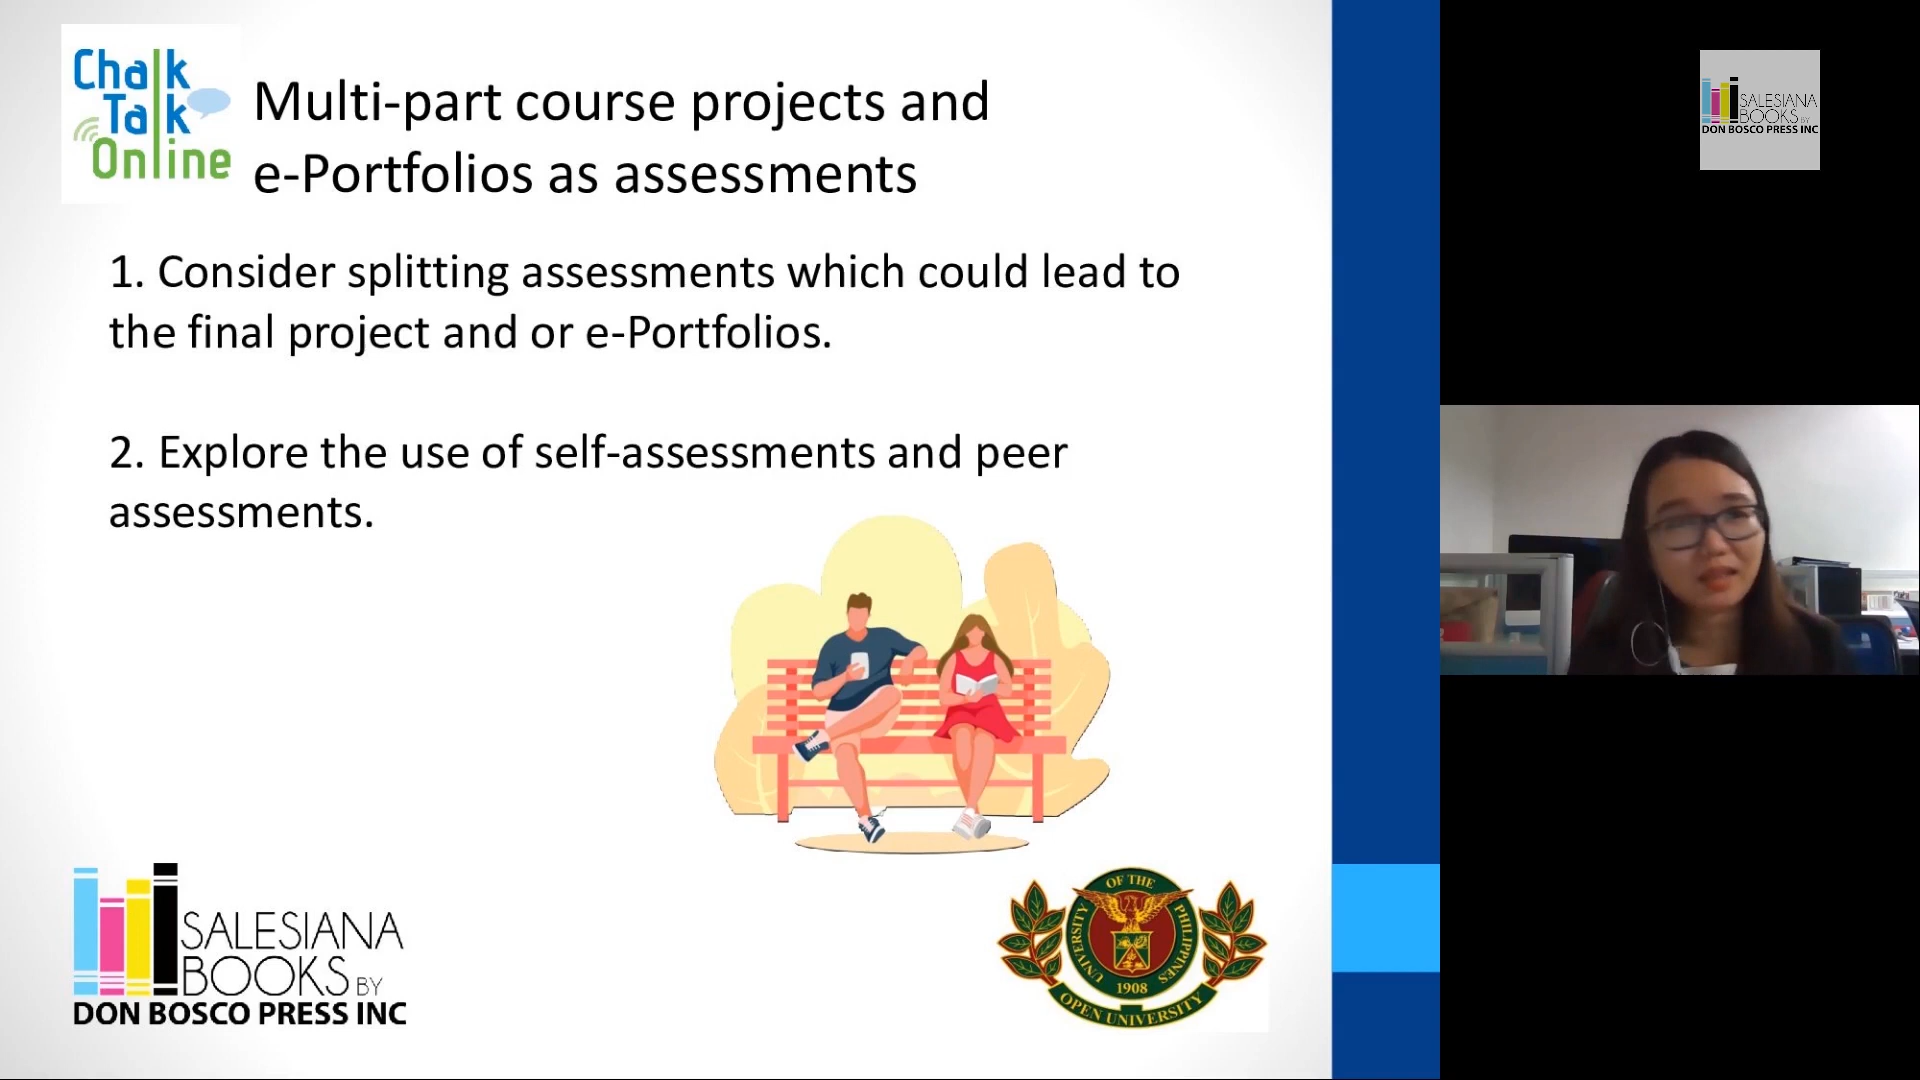 Chalk
Talk
Online
Multi-part course projects and
e-Portfolios as assessments
1. Consider splitting assessments which could lead to
the final project and or e-Portfolios.
2. Explore the use of self-assessments and peer
assessments.
SALESIANA
BOOKS BY
DON BOSCO PRESS INC
UNIVERSITY OF THE PHILIPPINES
1908
OPEN UNIVERSITY
SALESIANA
BOOKS BY
DON BOSCO PRESS INC